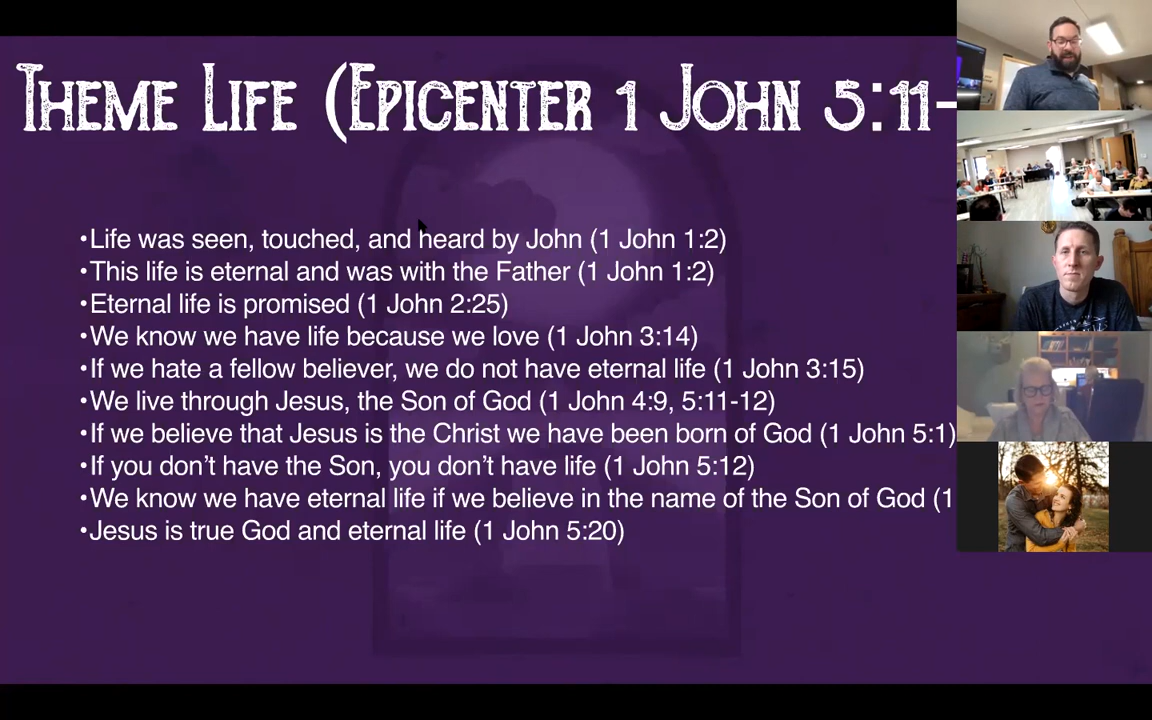 Theme Life (Epicenter 1 John 5:11-
•Life was seen, touched, and heard by John (1 John 1:2)
•This life is eternal and was with the Father (1 John 1:2)
•Eternal life is promised (1 John 2:25)
•We know we have life because we love (1 John 3:14)
•If we hate a fellow believer, we do not have eternal life (1 John 3:15)
•We live through Jesus, the Son of God (1 John 4:9, 5:11-12)
•If we believe that Jesus is the Christ we have been born of God (1 John 5:1)
•If you don’t have the Son, you don’t have life (1 John 5:12)
•We know we have eternal life if we believe in the name of the Son of God (1
•Jesus is true God and eternal life (1 John 5:20)